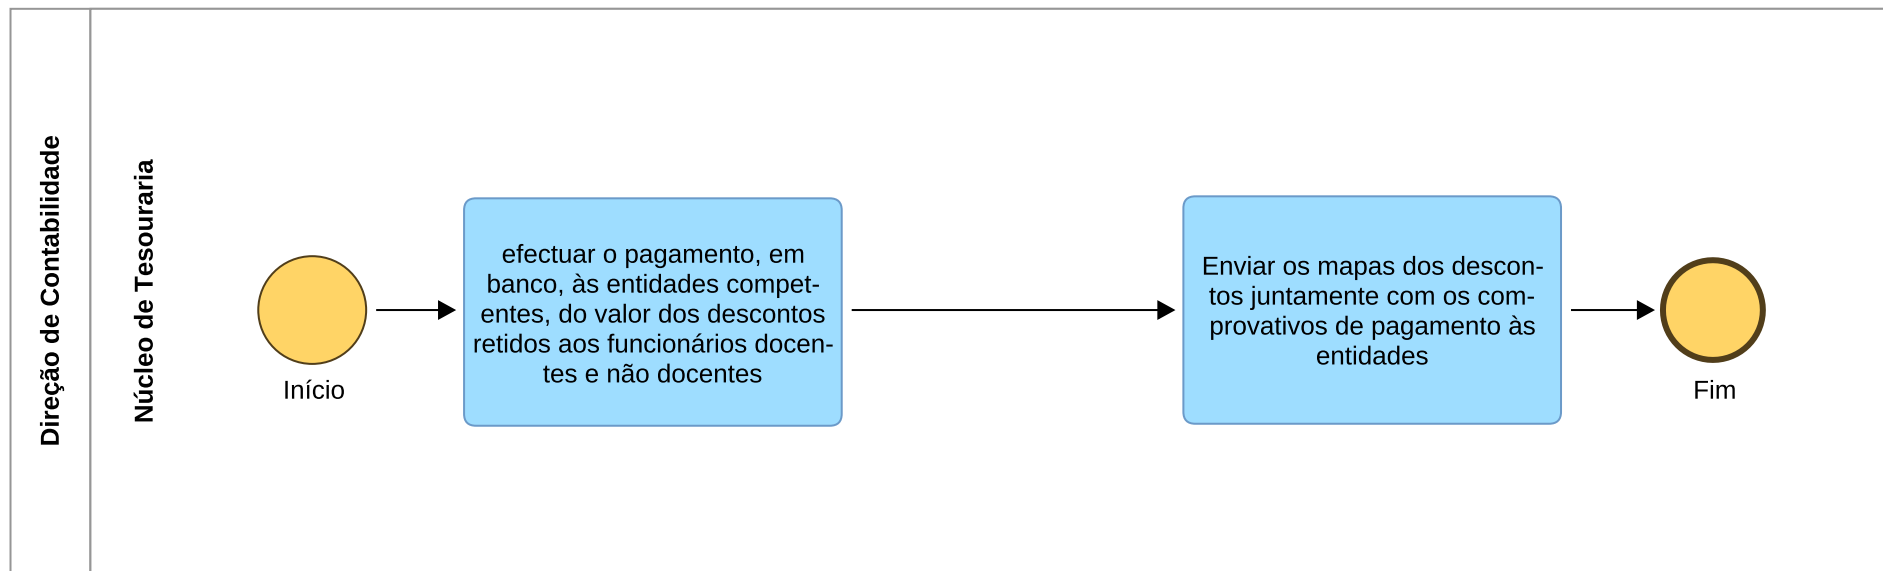 Direção de Contabilidade
Núcleo de Tesouraria
Início
efectuar o pagamento, em
banco, às entidades compet-
entes, do valor dos descontos
retidos aos funcionários docen-
tes e não docentes
Enviar os mapas dos descon-
tos juntamente com os com-
provativos de pagamento às
entidades
Fim